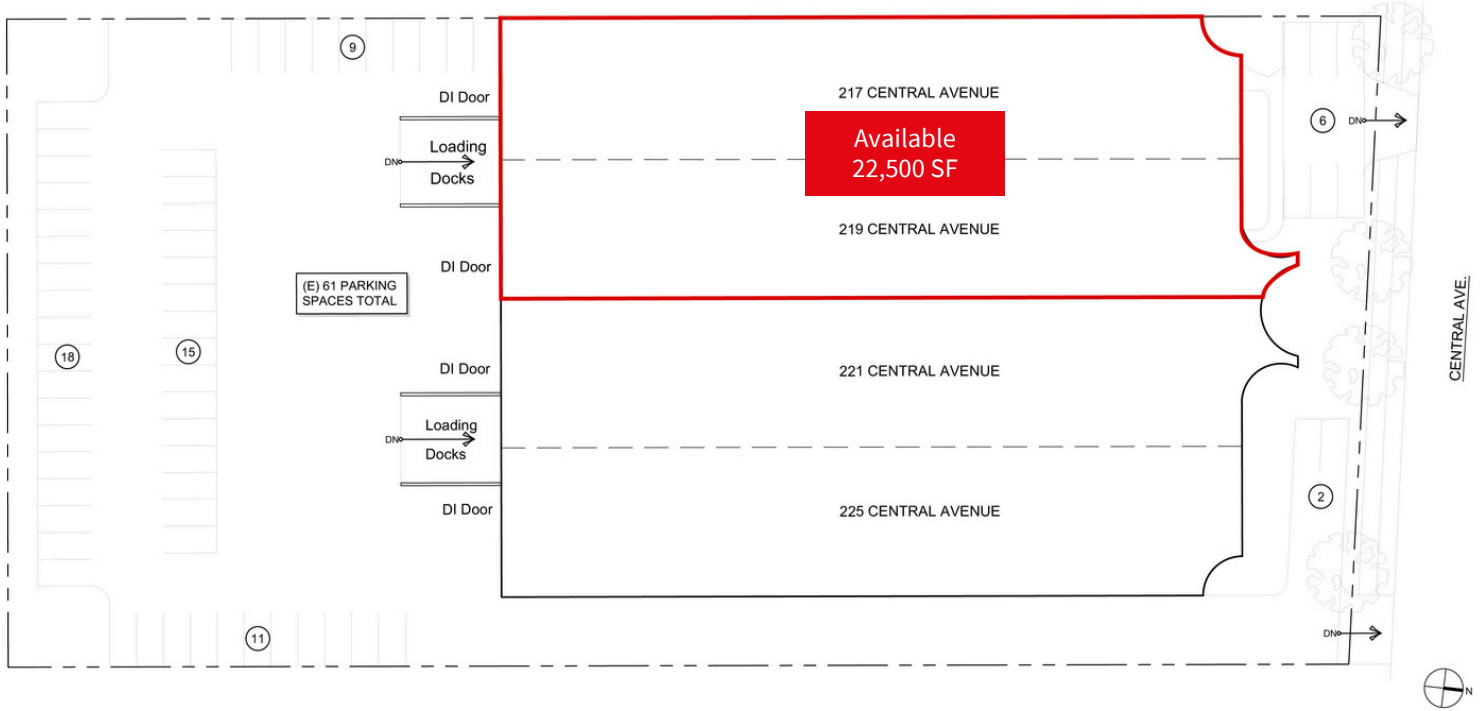 9
DI Door
217 CENTRAL AVENUE
6
DN
Available
22,500 SF
Loading
DN
Docks
219 CENTRAL AVENUE
DI Door
(E) 61 PARKING
SPACES TOTAL
18
15
DI Door
221 CENTRAL AVENUE
CENTRAL AVE.
Loading
DN
Docks
DI Door
225 CENTRAL AVENUE
2
11
DN
N